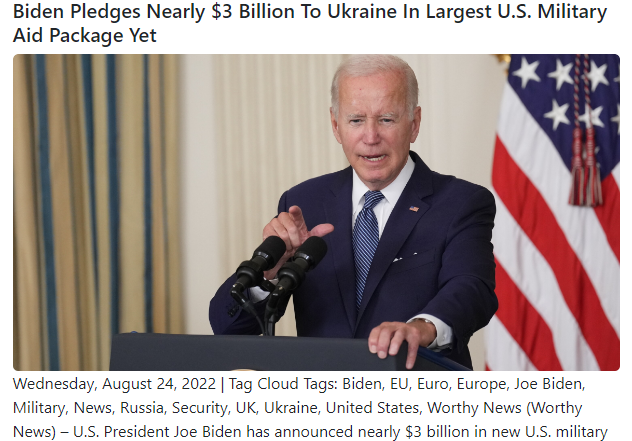 Biden Pledges Nearly $3 Billion To Ukraine In Largest U.S. Military
Aid Package Yet
Wednesday, August 24, 2022 | Tag Cloud Tags: Biden, EU, Euro, Europe, Joe Biden,
Military, News, Russia, Security, UK, Ukraine, United States, Worthy News (Worthy
News) – U.S. President Joe Biden has announced nearly $3 billion in new U.S. military